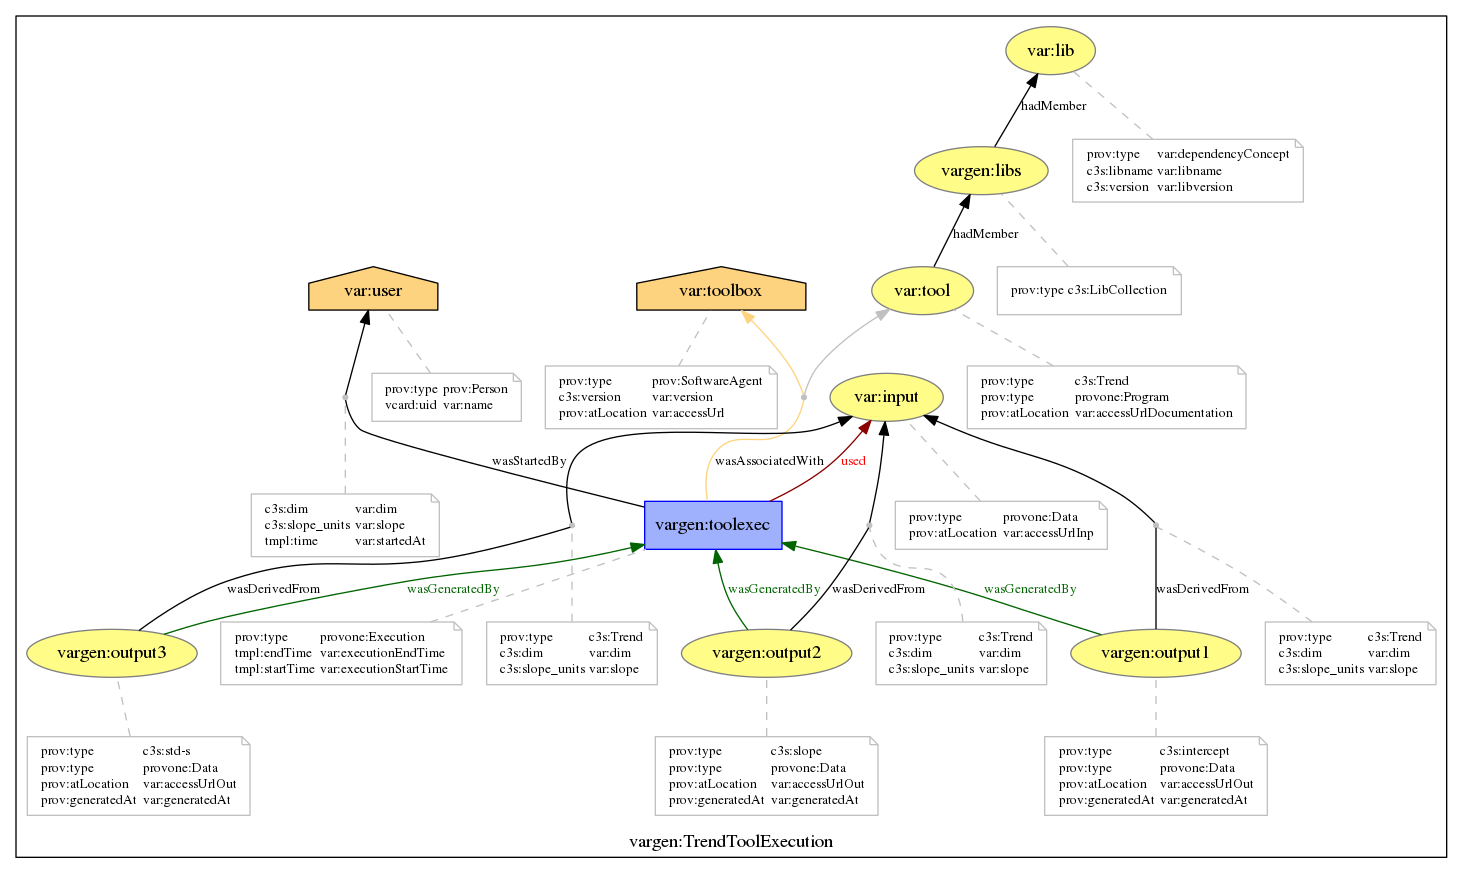 var:lib
hadMember
prov:type var:dependencyConcept
c3s:libname var:libname
c3s:version var:libversion
vargen:libs
hadMember
prov:type c3s:LibCollection
var:user
var:toolbox
var:tool
prov:type prov:Person
vcard:uid var:name
prov:type prov:SoftwareAgent
c3s:version var:version
prov:atLocation var:accessUrl
var:input
prov:type c3s:Trend
prov:type provone:Program
prov:atLocation var:accessUrlDocumentation
wasStartedBy
wasAssociatedWith
used
c3s:dim var:dim
c3s:slope_units var:slope
tmpl:time var:startedAt
vargen:toolexec
prov:type provone:Data
prov:atLocation var:accessUrlInp
wasDerivedFrom
wasGeneratedBy
wasGeneratedBy
wasDerivedFrom
wasGeneratedBy
wasDerivedFrom
vargen:output3
prov:type provone:Execution
tmpl:endTime var:executionEndTime
tmpl:startTime var:executionStartTime
prov:type c3s:Trend
c3s:dim var:dim
c3s:slope_units var:slope
vargen:output2
prov:type c3s:Trend
c3s:dim var:dim
c3s:slope_units var:slope
vargen:output1
prov:type c3s:Trend
c3s:dim var:dim
c3s:slope_units var:slope
prov:type c3s:std-s
prov:type provone:Data
prov:atLocation var:accessUrlOut
prov:generatedAt var:generatedAt
prov:type c3s:slope
prov:type provone:Data
prov:atLocation var:accessUrlOut
prov:generatedAt var:generatedAt
prov:type c3s:intercept
prov:type provone:Data
prov:atLocation var:accessUrlOut
prov:generatedAt var:generatedAt
vargen:TrendToolExecution